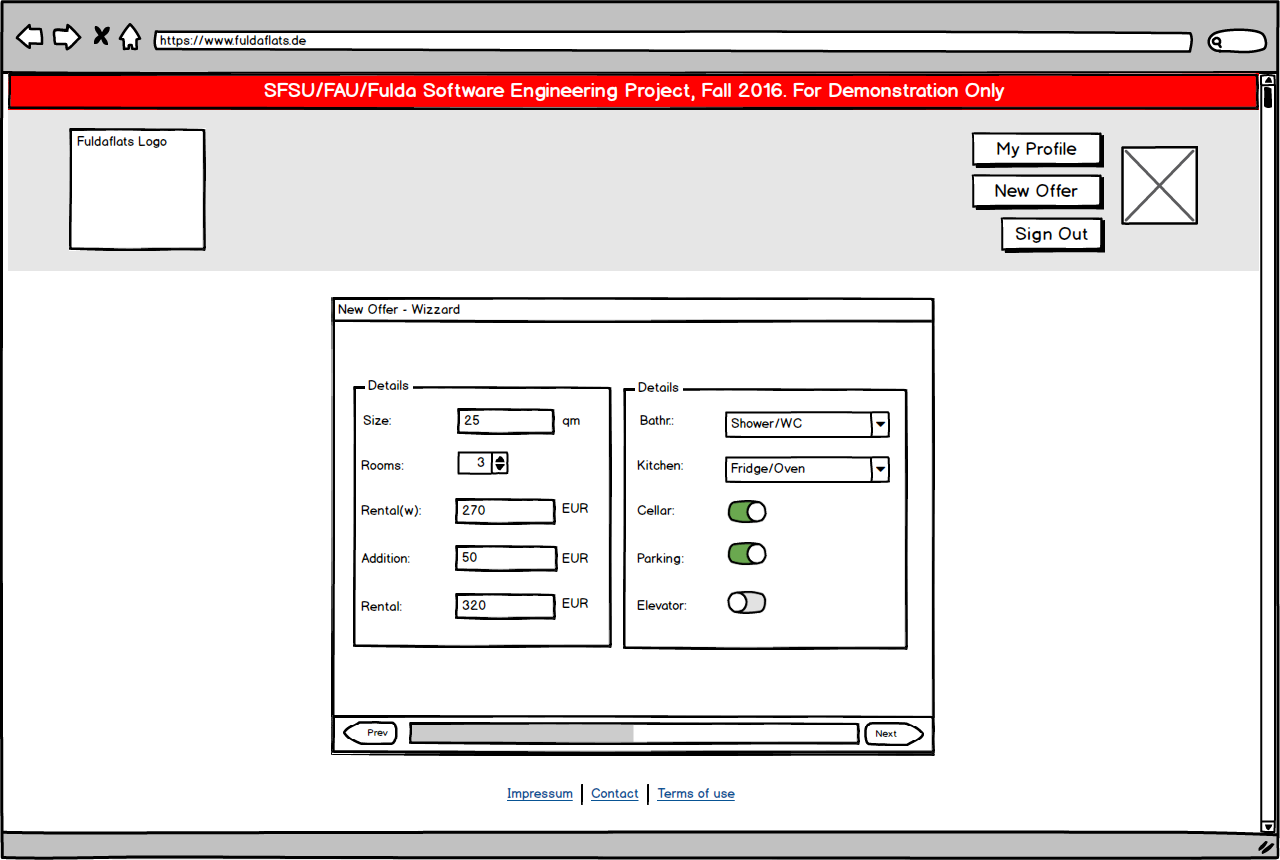 https://www.fuldaflats.de
SFSU/FAU/Fulda Software Engineering Project, Fall 2016. For Demonstration Only
Fuldaflats Logo
My Profile
New Offer
Sign Out
New Offer - Wizzard
Details
Size: 25 qm
Rooms: 3
Rental(w): 270 EUR
Addition: 50 EUR
Rental: 320 EUR
Details
Bathr.: Shower/WC
Kitchen: Fridge/Oven
Cellar:
Parking:
Elevator:
Prev
Next
Impressum Contact Terms of use